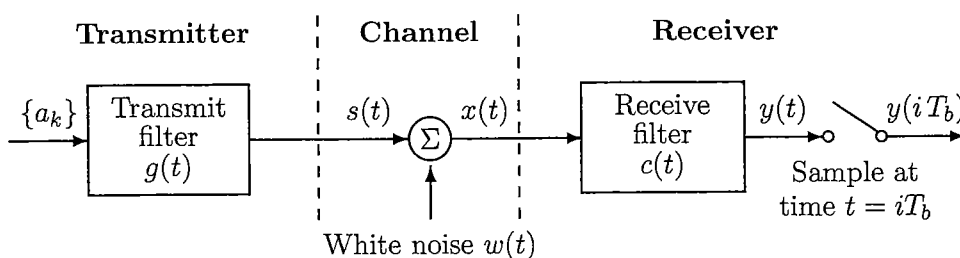 Transmitter Channel Receiver
{a_k} Transmit filter g(t) s(t) x(t) Receive filter c(t) y(t) y(iT_b)
Σ
Sample at
time t = iT_b
White noise w(t)